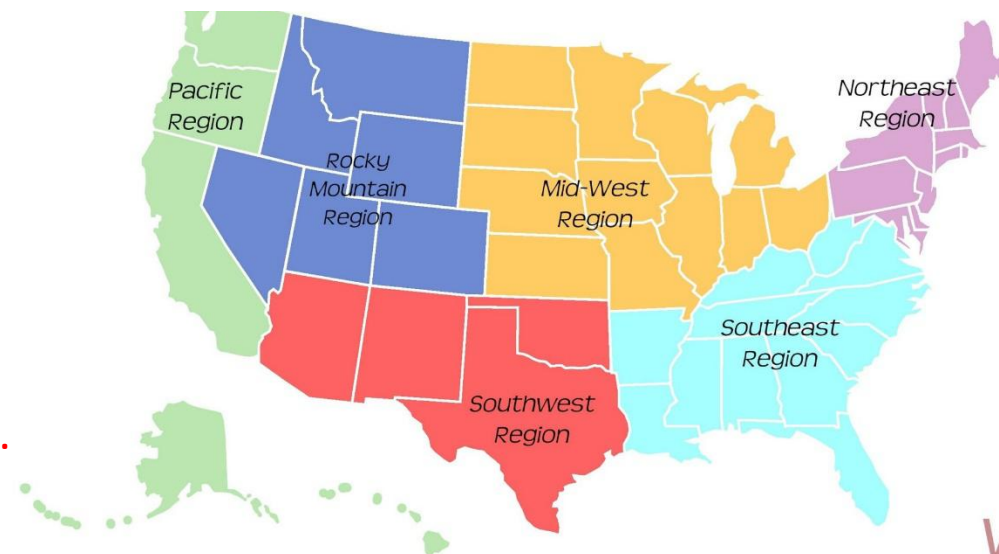 Pacific
Region
Rocky
Mountain
Region
Mid-West
Region
Northeast
Region
Southeast
Region
Southwest
Region